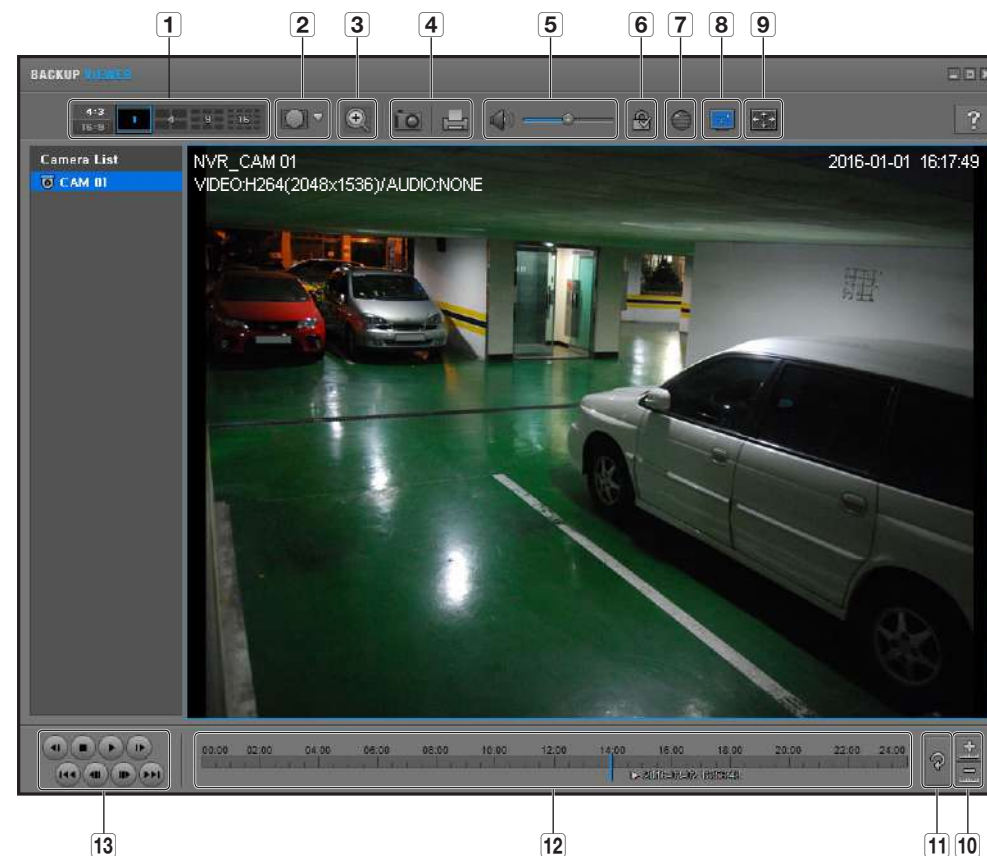 1 2 3 4 5 6 7 8 9
BACKUP VIEWER
4:3
16:9
1 4 9 16
?
Camera List
CAM 01
NVR_CAM 01
2016-01-01 16:17:49
VIDEO:H264(2048x1536)/AUDIO:NONE
00:00 02:00 04:00 06:00 08:00 10:00 12:00 14:00 16:00 18:00 20:00 22:00 24:00
13 12 11 10